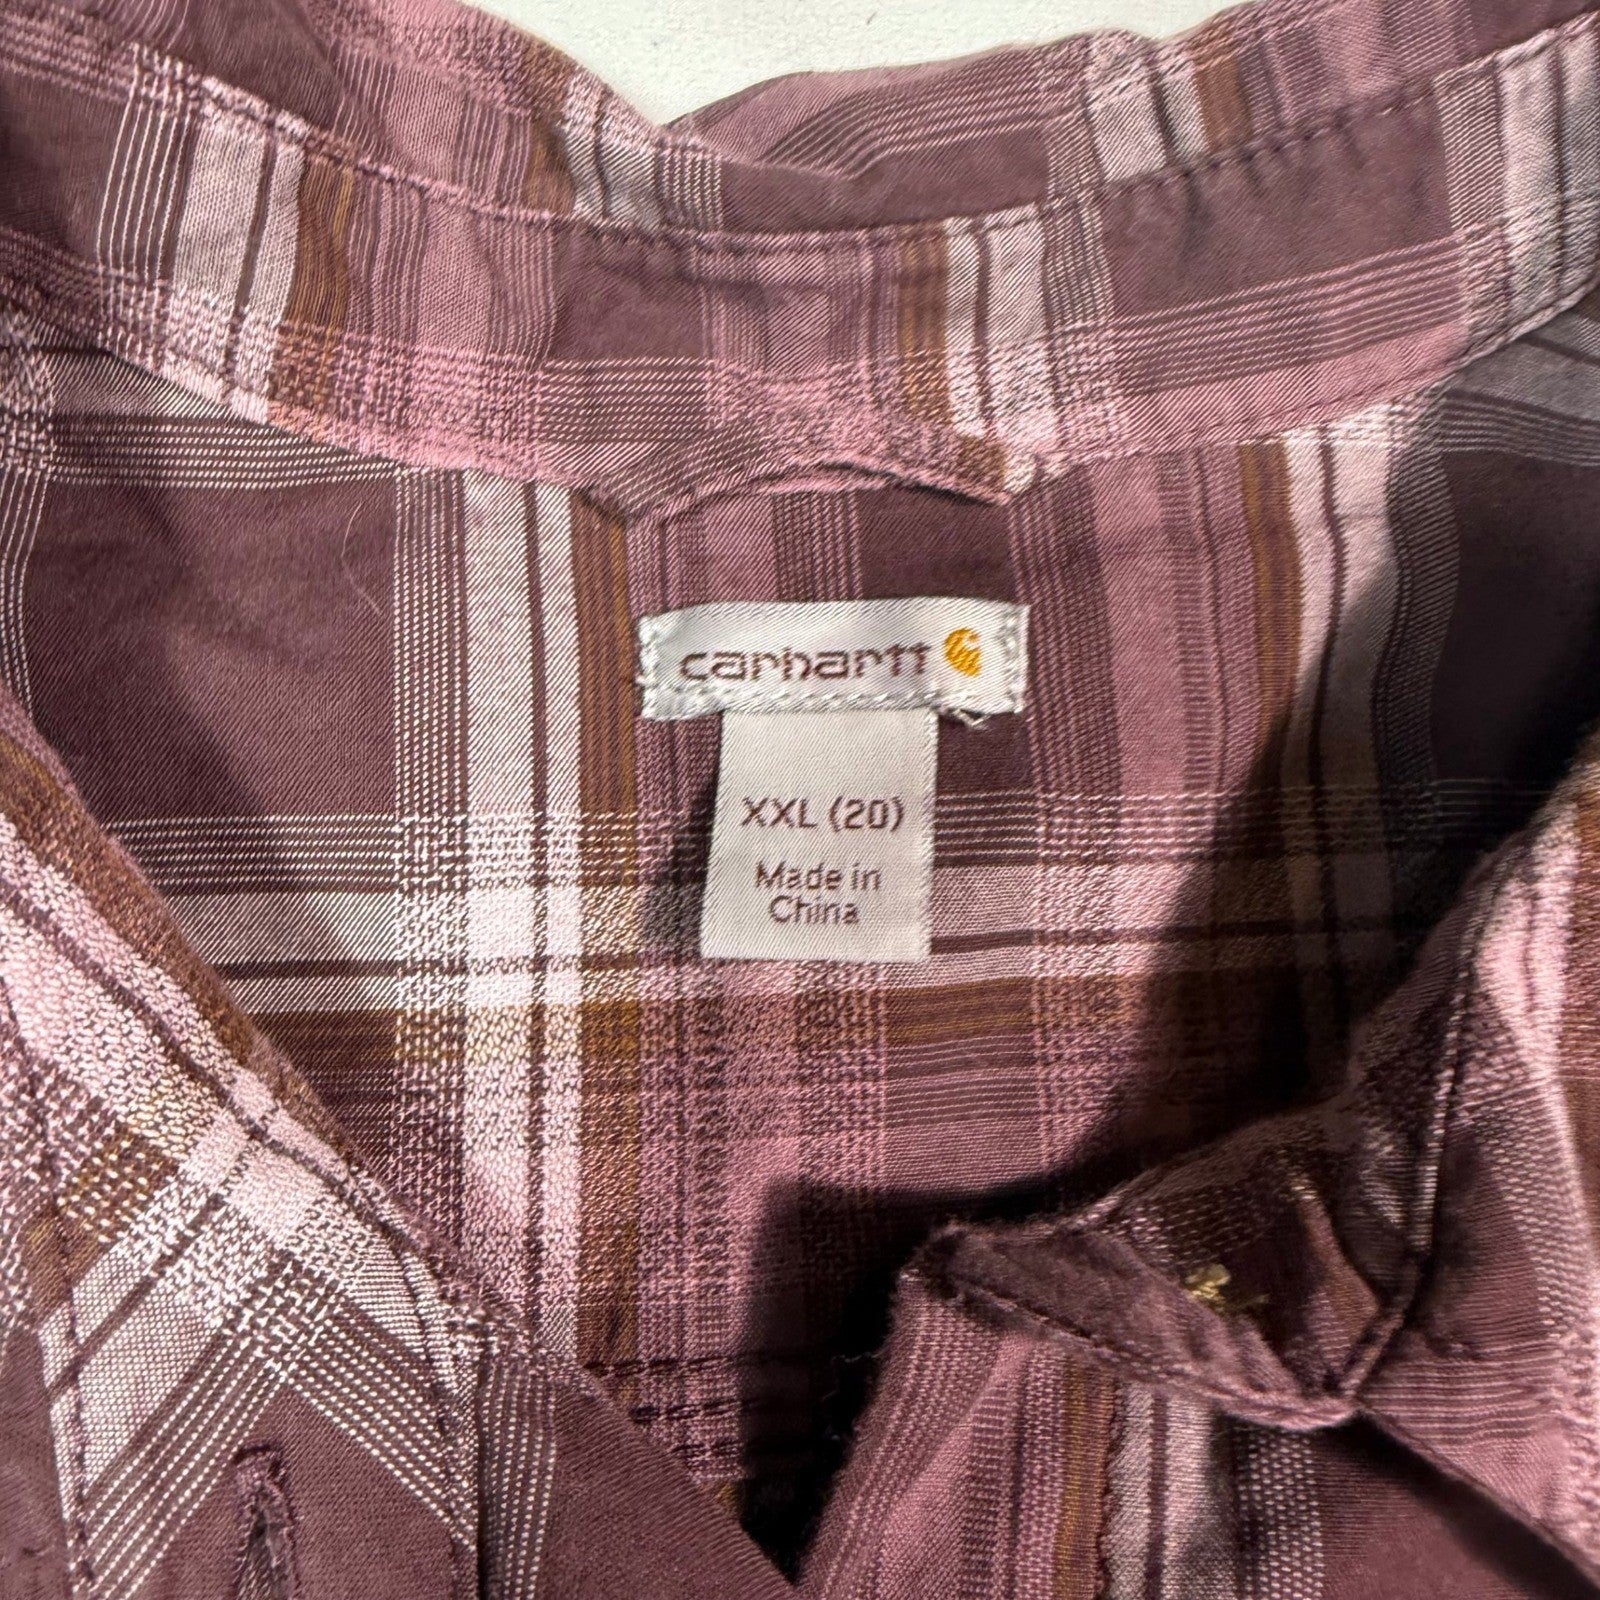 carhartt
XXL (20)
Made in
China